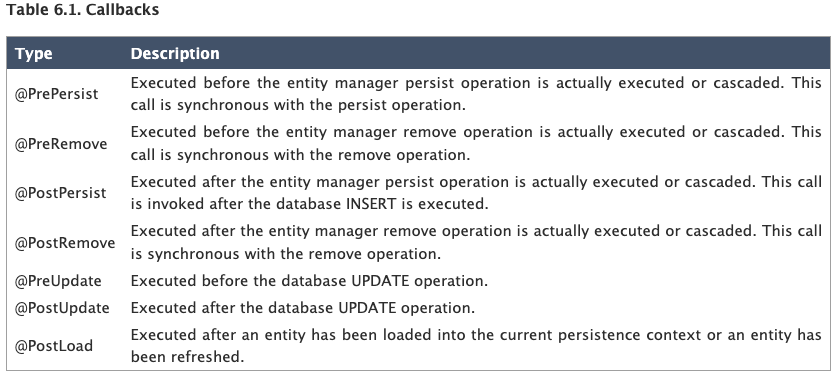 Table 6.1. Callbacks
Type Description
@PrePersist Executed before the entity manager persist operation is actually executed or cascaded. This
call is synchronous with the persist operation.
@PreRemove Executed before the entity manager remove operation is actually executed or cascaded. This
call is synchronous with the remove operation.
@PostPersist Executed after the entity manager persist operation is actually executed or cascaded. This call
is invoked after the database INSERT is executed.
@PostRemove Executed after the entity manager remove operation is actually executed or cascaded. This call
is synchronous with the remove operation.
@PreUpdate Executed before the database UPDATE operation.
@PostUpdate Executed after the database UPDATE operation.
@PostLoad Executed after an entity has been loaded into the current persistence context or an entity has
been refreshed.